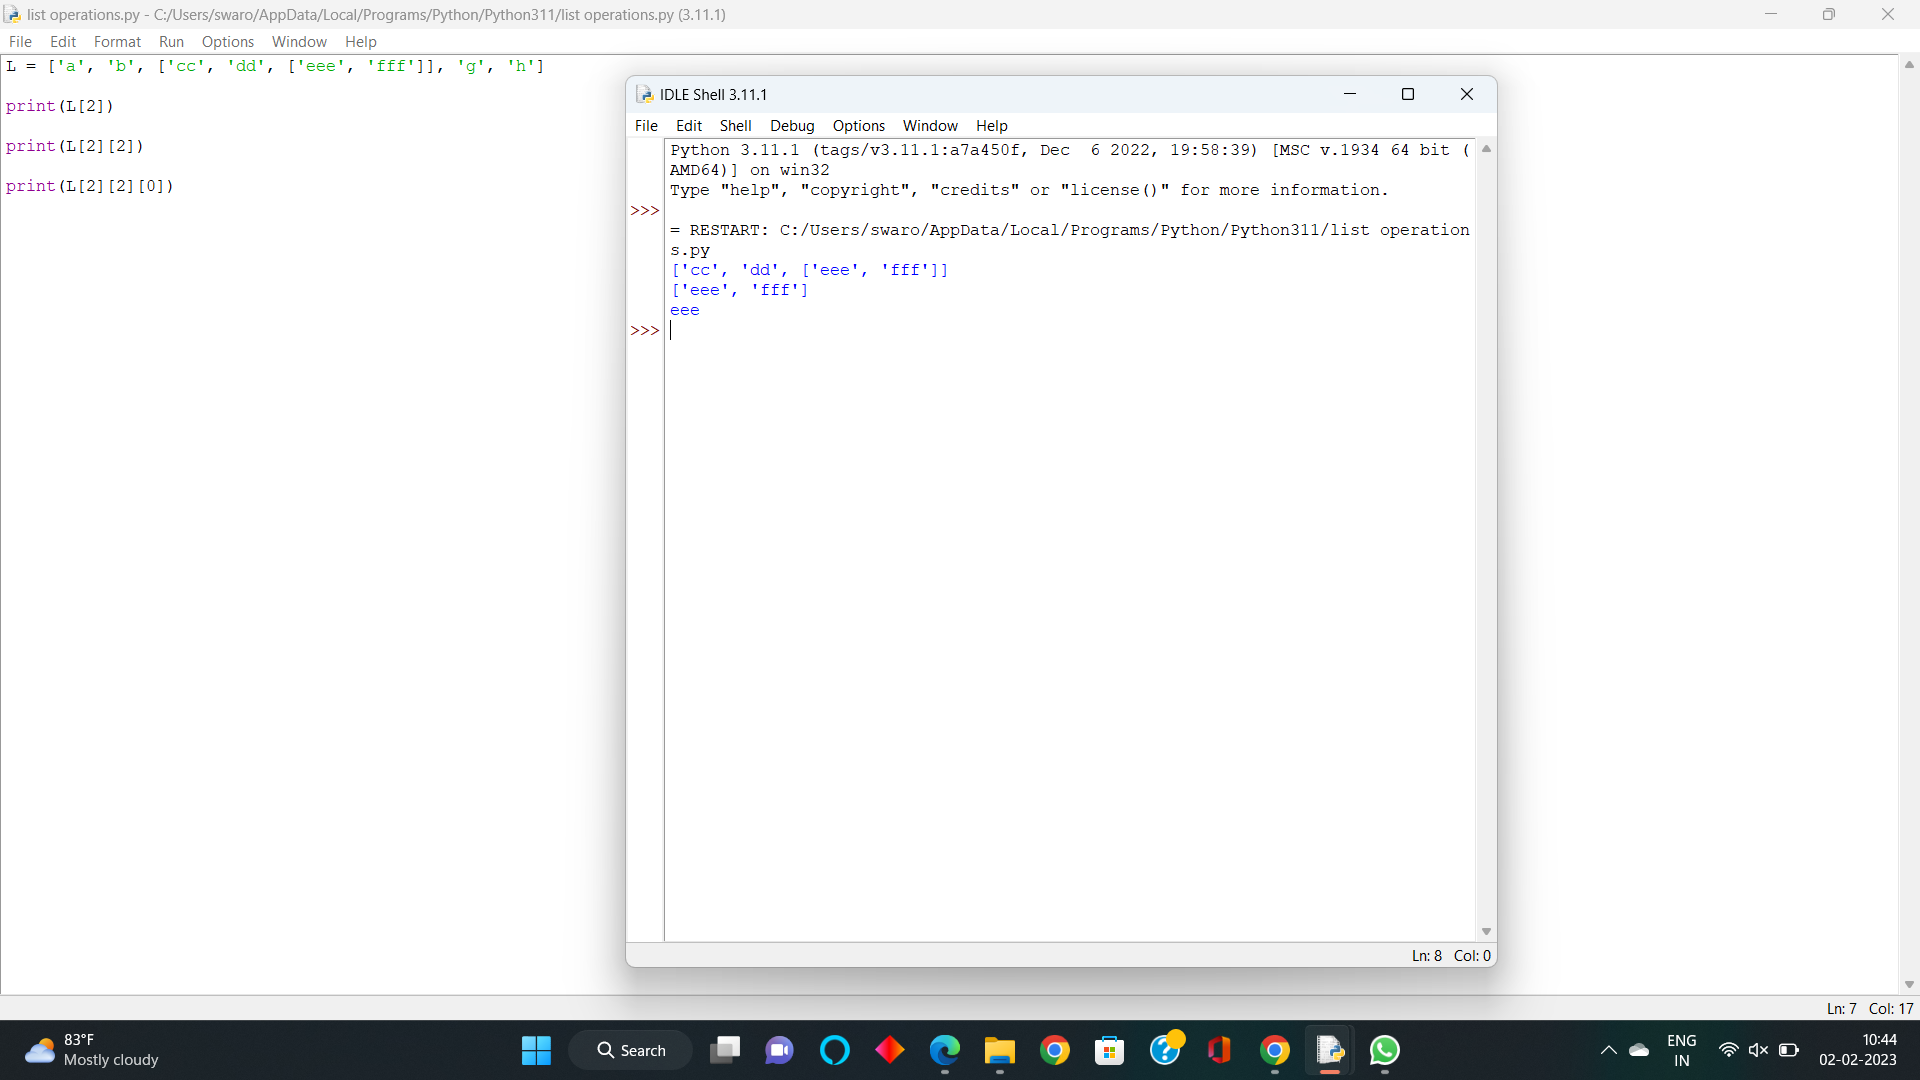 list operations.py - C:/Users/swaro/AppData/Local/Programs/Python/Python311/list operations.py (3.11.1)
File Edit Format Run Options Window Help
L = ['a', 'b', ['cc', 'dd', ['eee', 'fff']], 'g', 'h']
print(L[2])
print(L[2][2])
print(L[2][2][0])
Ln: 7 Col: 17
IDLE Shell 3.11.1
File Edit Shell Debug Options Window Help
Python 3.11.1 (tags/v3.11.1:a7a450f, Dec  6 2022, 19:58:39) [MSC v.1934 64 bit (
AMD64)] on win32
Type "help", "copyright", "credits" or "license()" for more information.
>>>
= RESTART: C:/Users/swaro/AppData/Local/Programs/Python/Python311/list operation
s.py
['cc', 'dd', ['eee', 'fff']]
['eee', 'fff']
eee
>>>
Ln: 8 Col: 0
83°F
Mostly cloudy
Search
ENG
IN
10:44
02-02-2023